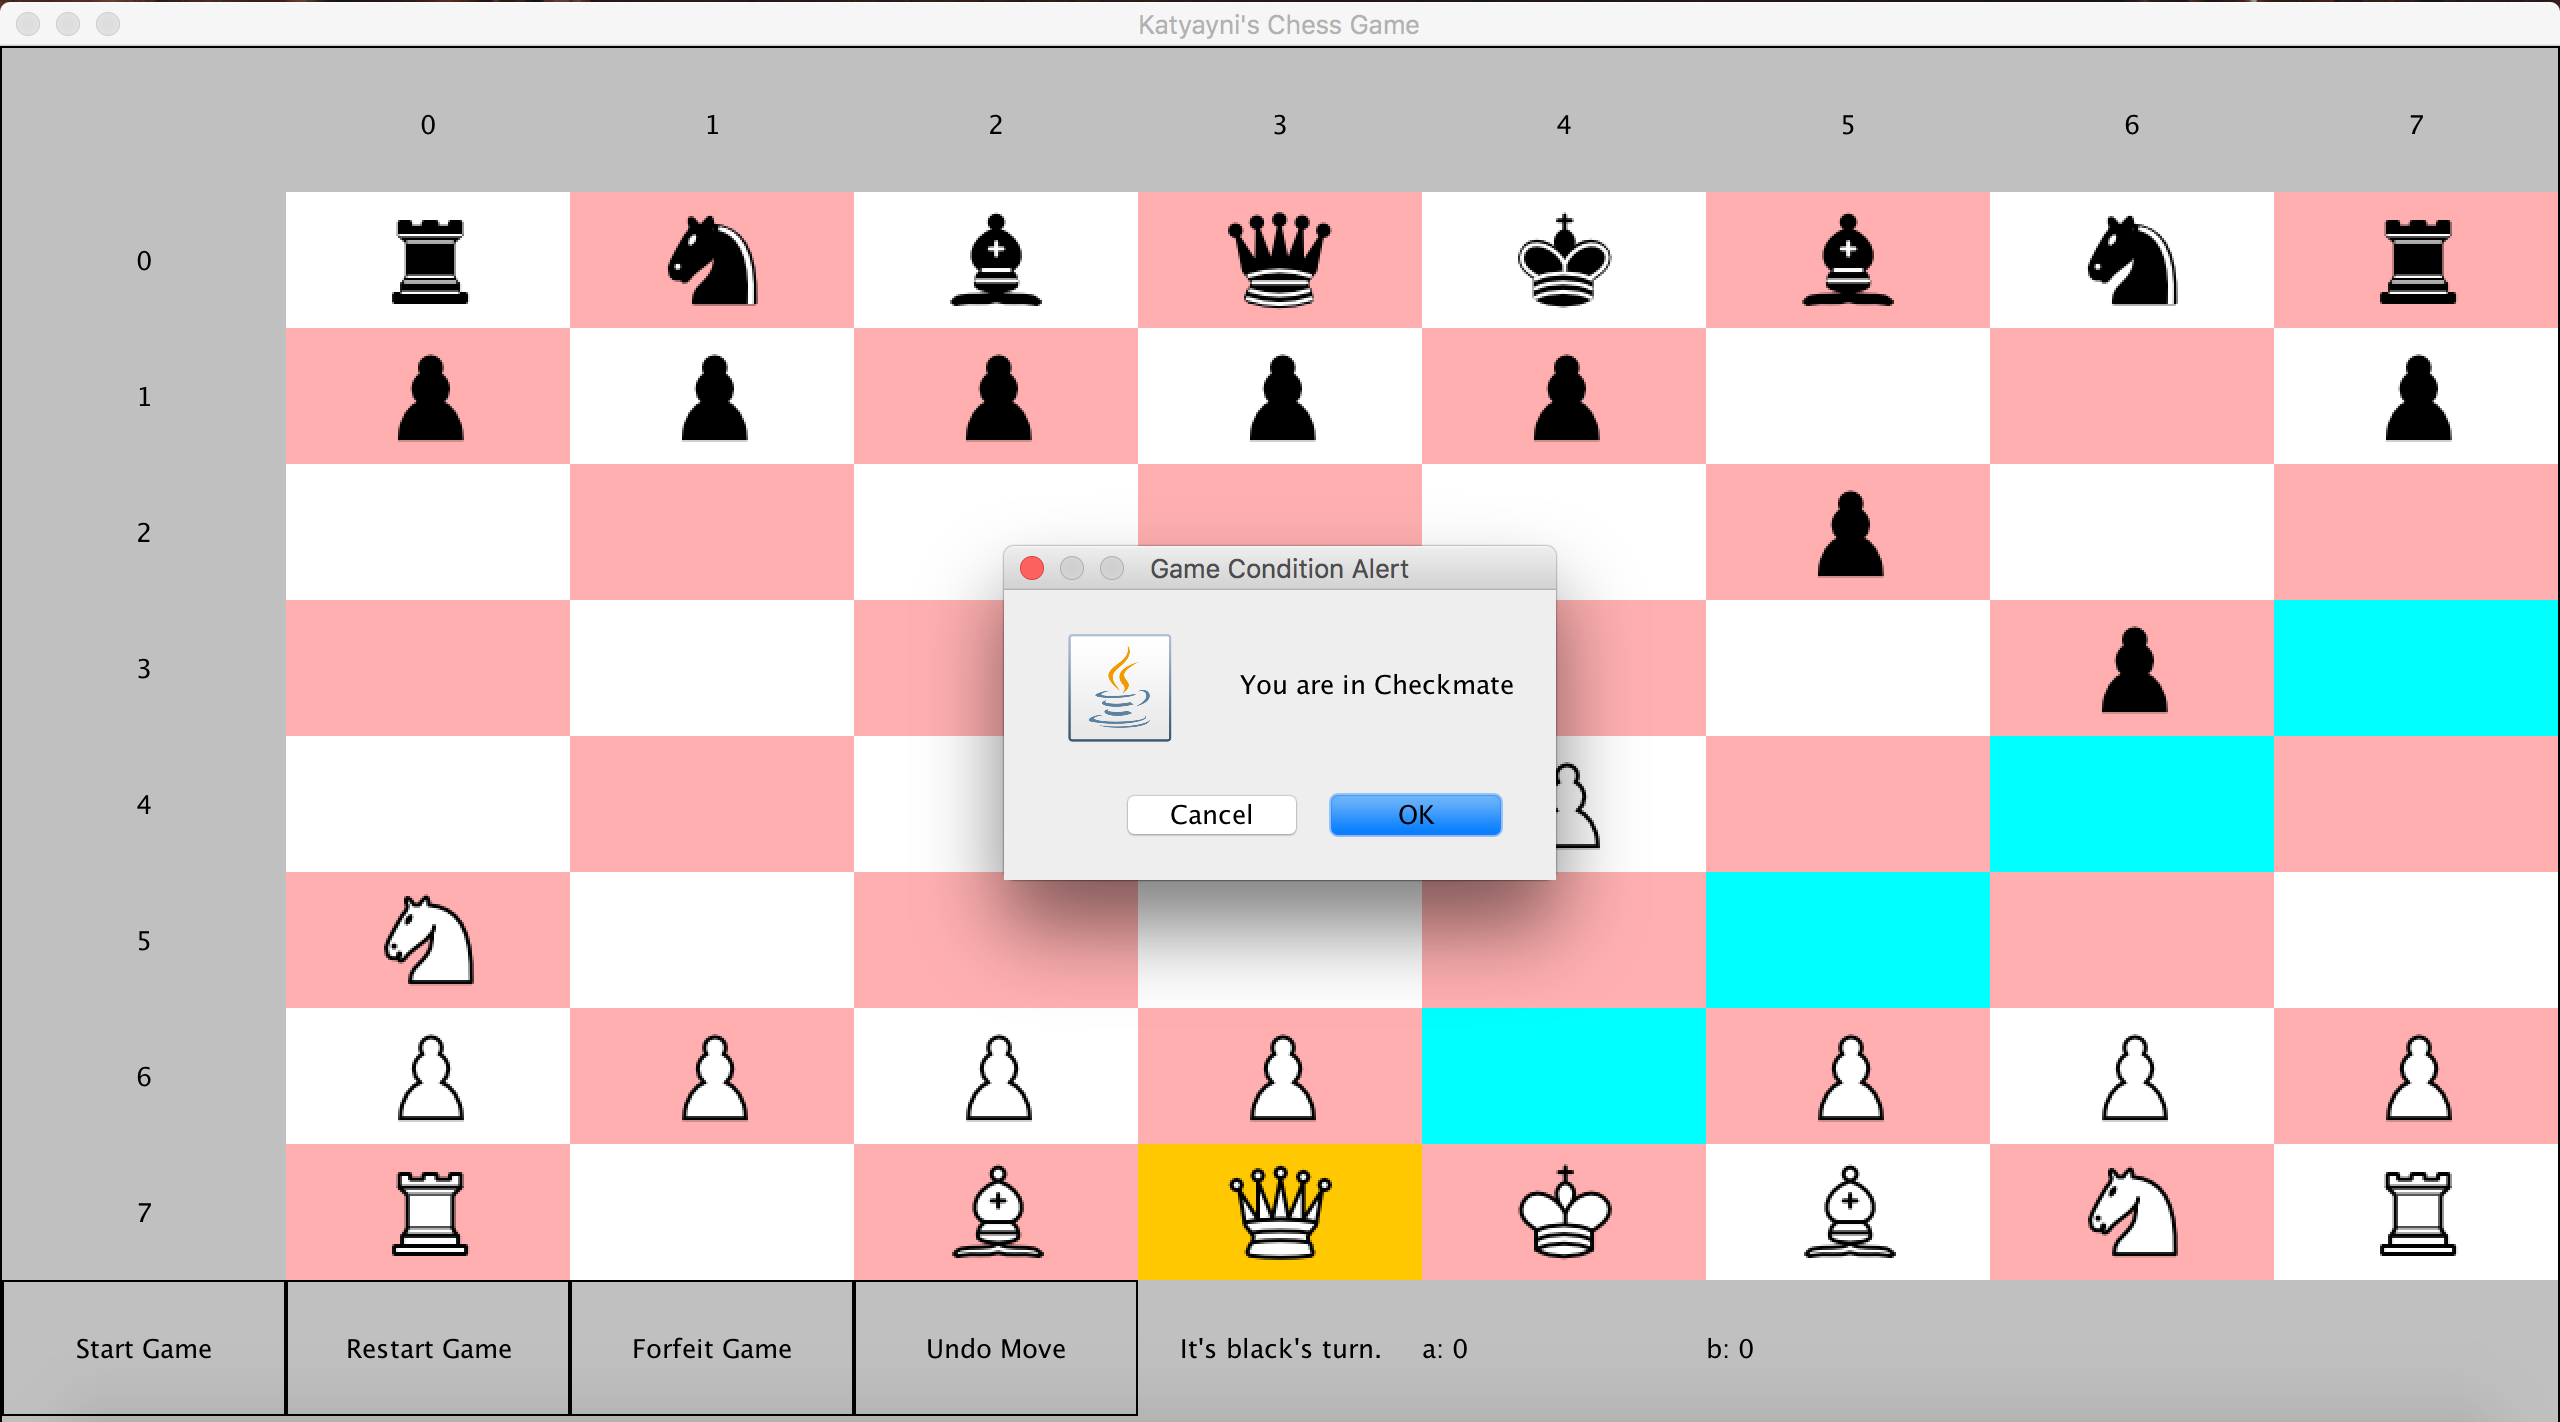 Katyayni's Chess Game
0 1 2 3 4 5 6 7
0
1
2
Game Condition Alert
3
You are in Checkmate
4
Cancel OK
5
6
7
Start Game Restart Game Forfeit Game Undo Move It's black's turn. a: 0 b: 0